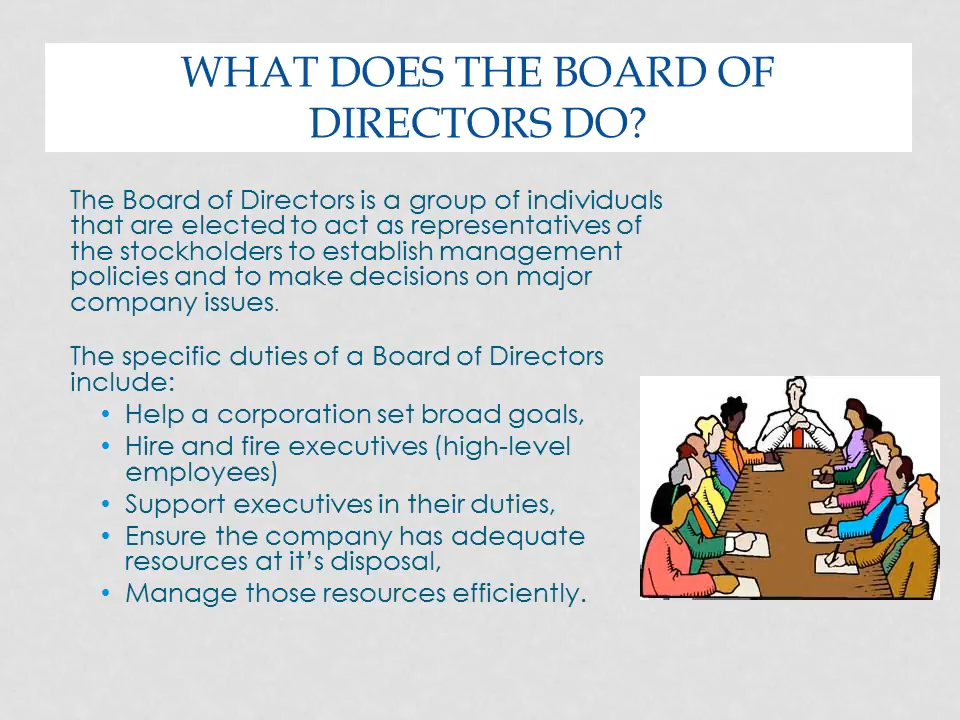 WHAT DOES THE BOARD OF
DIRECTORS DO?
The Board of Directors is a group of individuals
that are elected to act as representatives of
the stockholders to establish management
policies and to make decisions on major
company issues.
The specific duties of a Board of Directors
include:
• Help a corporation set broad goals,
• Hire and fire executives (high-level
employees)
• Support executives in their duties,
• Ensure the company has adequate
resources at it’s disposal,
• Manage those resources efficiently.